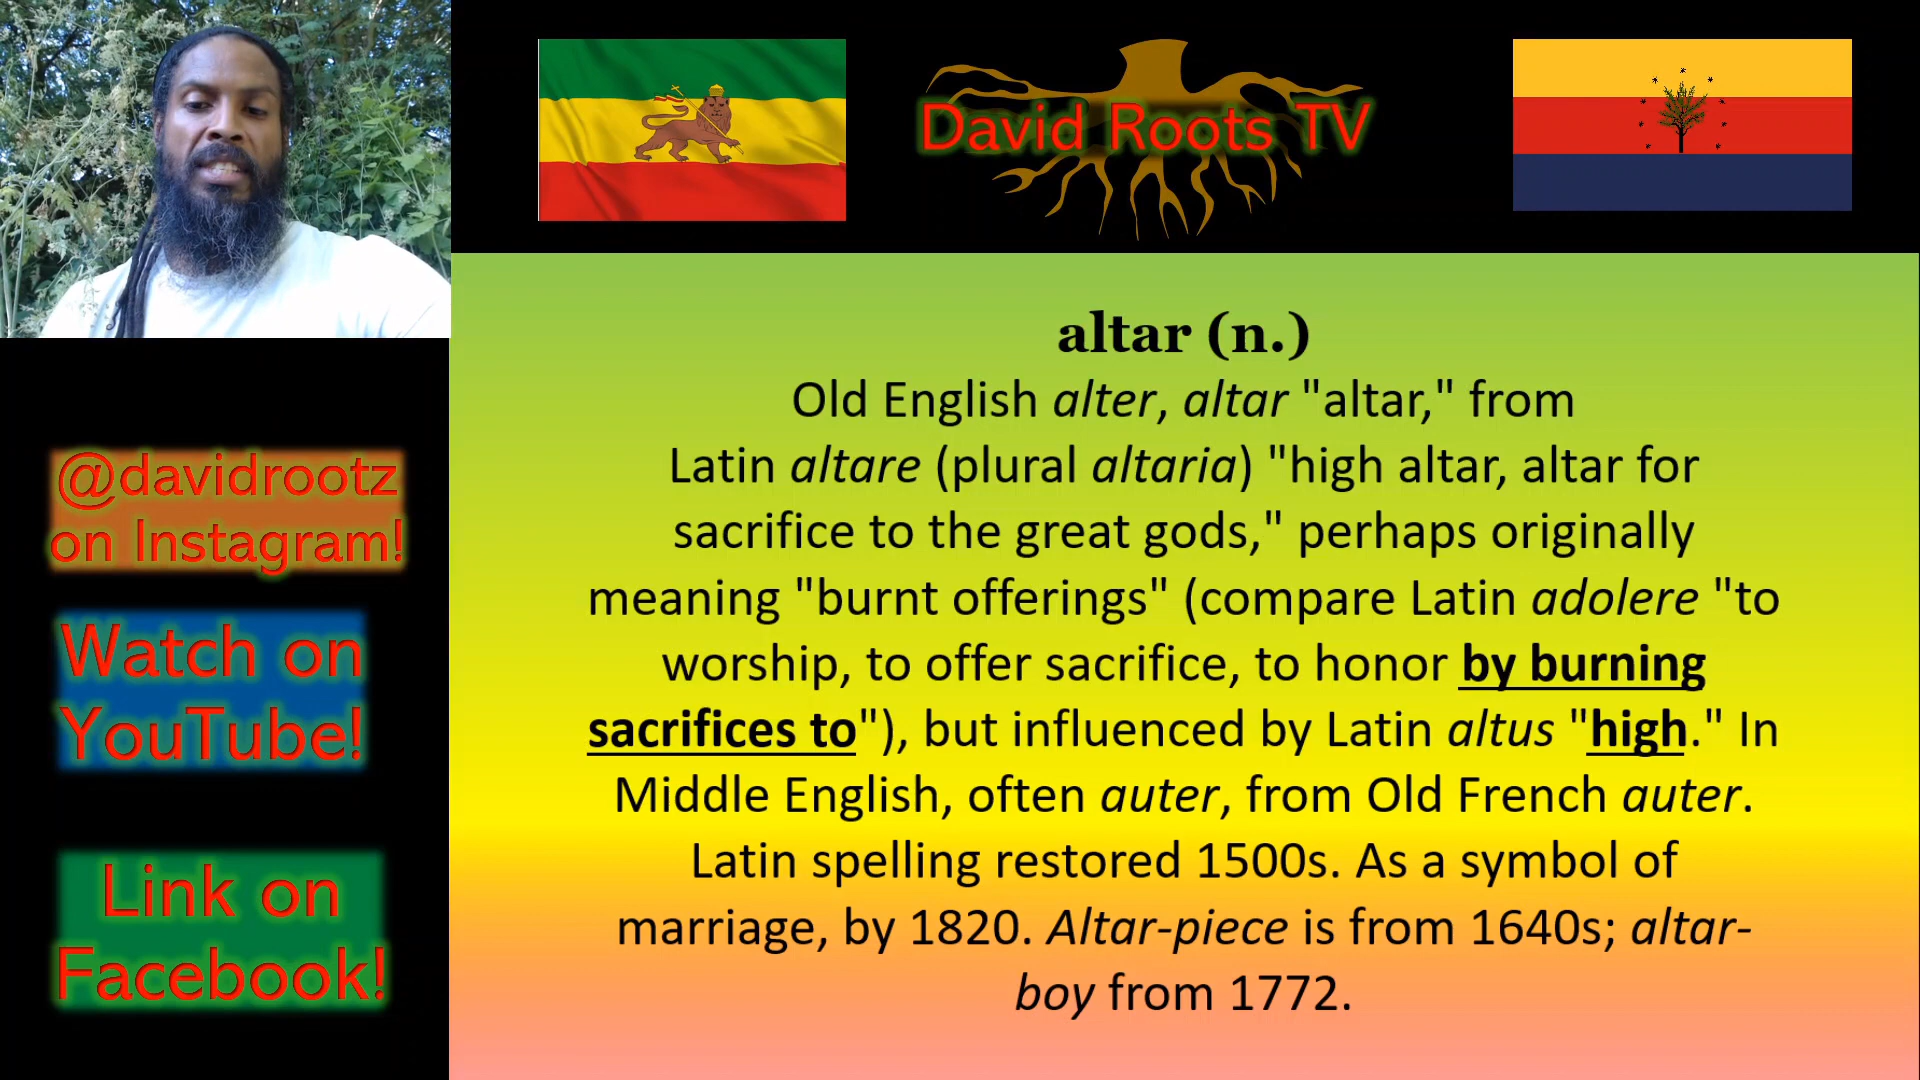 David Roots TV
altar (n.)
Old English alter, altar "altar," from
Latin altare (plural altaria) "high altar, altar for
sacrifice to the great gods," perhaps originally
meaning "burnt offerings" (compare Latin adolere "to
worship, to offer sacrifice, to honor by burning
sacrifices to"), but influenced by Latin altus "high." In
Middle English, often auter, from Old French auter.
Latin spelling restored 1500s. As a symbol of
marriage, by 1820. Altar-piece is from 1640s; altar-
boy from 1772.
@davidrootz
on Instagram!
Watch on
YouTube!
Link on
Facebook!